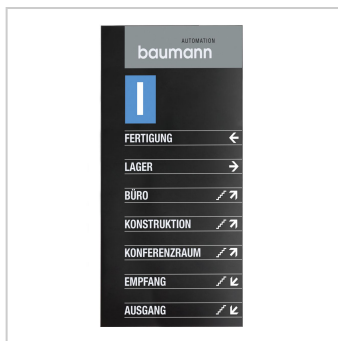 AUTOMATION
baumann
I
FERTIGUNG ←
LAGER →
BÜRO ↗
KONSTRUKTION ↗
KONFERENZRAUM ↗
EMPFANG ↙
AUSGANG ↙